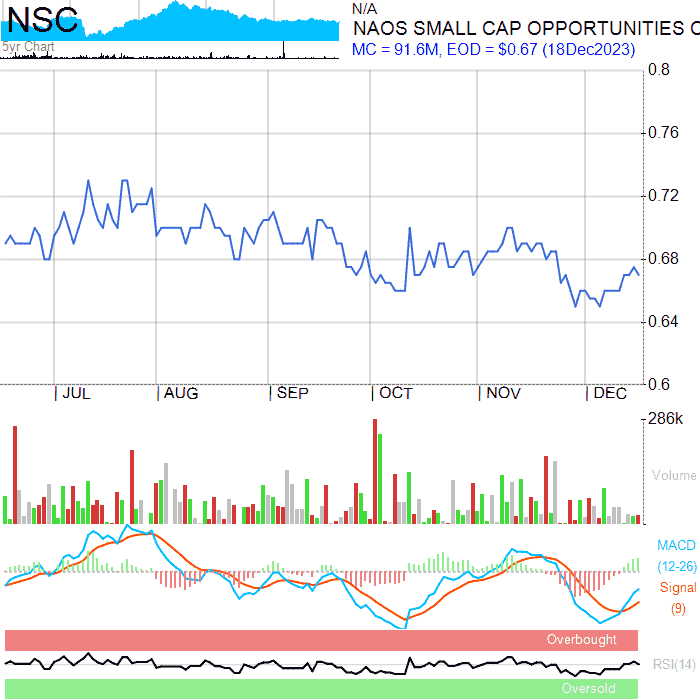 NSC
5yr Chart
N/A
NAOS SMALL CAP OPPORTUNITIES C
MC = 91.6M, EOD = $0.67 (18Dec2023)
0.8
0.76
0.72
0.68
0.64
0.6
JUL AUG SEP OCT NOV DEC
286k
Volume
MACD
(12-26)
Signal
(9)
Overbought
RSI(14)
Oversold